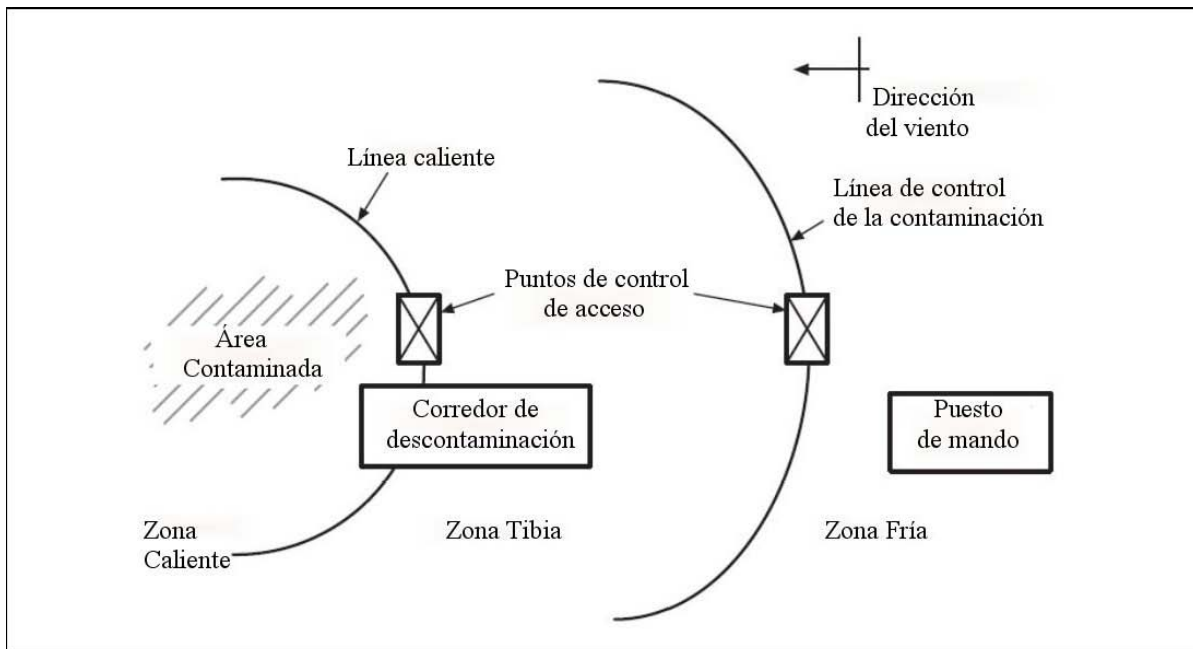 Dirección
del viento
Línea caliente
Línea de control
de la contaminación
Puntos de control
de acceso
Área
Contaminada
Corredor de
descontaminación
Puesto
de mando
Zona
Caliente
Zona Tibia
Zona Fría